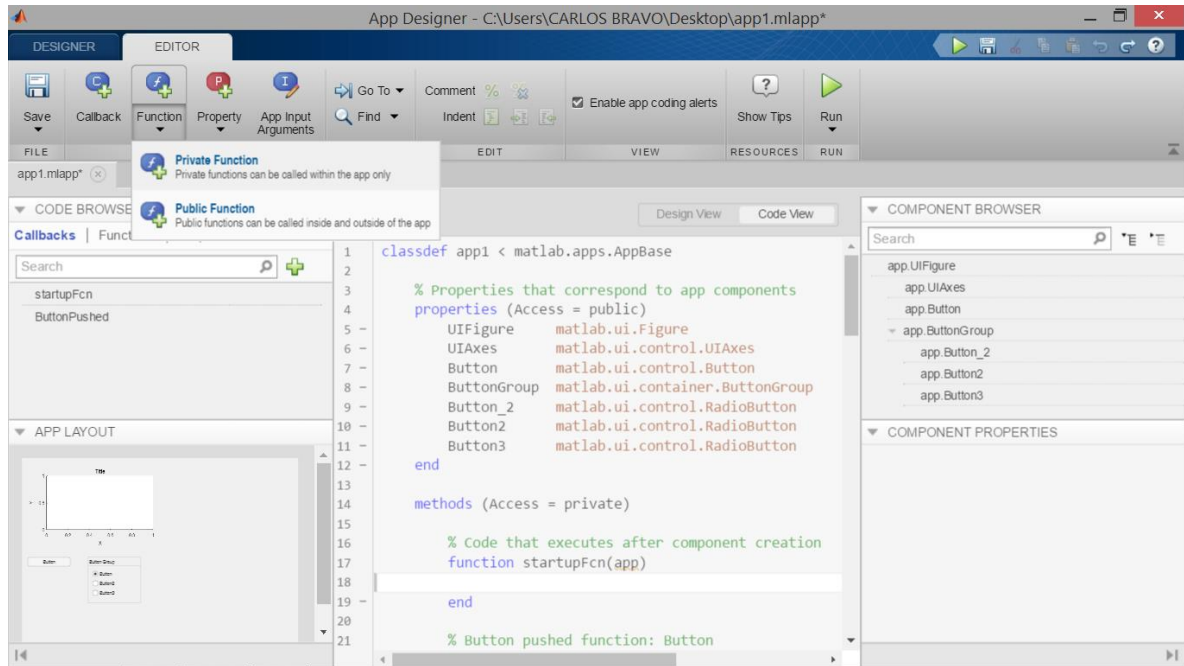 App Designer - C:\Users\CARLOS BRAVO\Desktop\app1.mlapp*
DESIGNER
EDITOR
Save
Callback
Function
Property
App Input Arguments
Go To
Find
Comment
Indent
Enable app coding alerts
Show Tips
Run
FILE
EDIT
VIEW
RESOURCES
RUN
Private Function
Private functions can be called within the app only
Public Function
Public functions can be called inside and outside of the app
app1.mlapp*
CODE BROWSE
Callbacks | Funct
Search
startupFcn
ButtonPushed
APP LAYOUT
Title
Button
Button Group
Button
Button2
Button3
Design View
Code View
1 classdef app1 < matlab.apps.AppBase
2
3 % Properties that correspond to app components
4 properties (Access = public)
5 - UIFigure matlab.ui.Figure
6 - UIAxes matlab.ui.control.UIAxes
7 - Button matlab.ui.control.Button
8 - ButtonGroup matlab.ui.container.ButtonGroup
9 - Button_2 matlab.ui.control.RadioButton
10 - Button2 matlab.ui.control.RadioButton
11 - Button3 matlab.ui.control.RadioButton
12 - end
13
14 methods (Access = private)
15
16 % Code that executes after component creation
17 function startupFcn(app)
18
19 - end
20
21 % Button pushed function: Button
COMPONENT BROWSER
Search
app.UIFigure
app.UIAxes
app.Button
app.ButtonGroup
app.Button_2
app.Button2
app.Button3
COMPONENT PROPERTIES